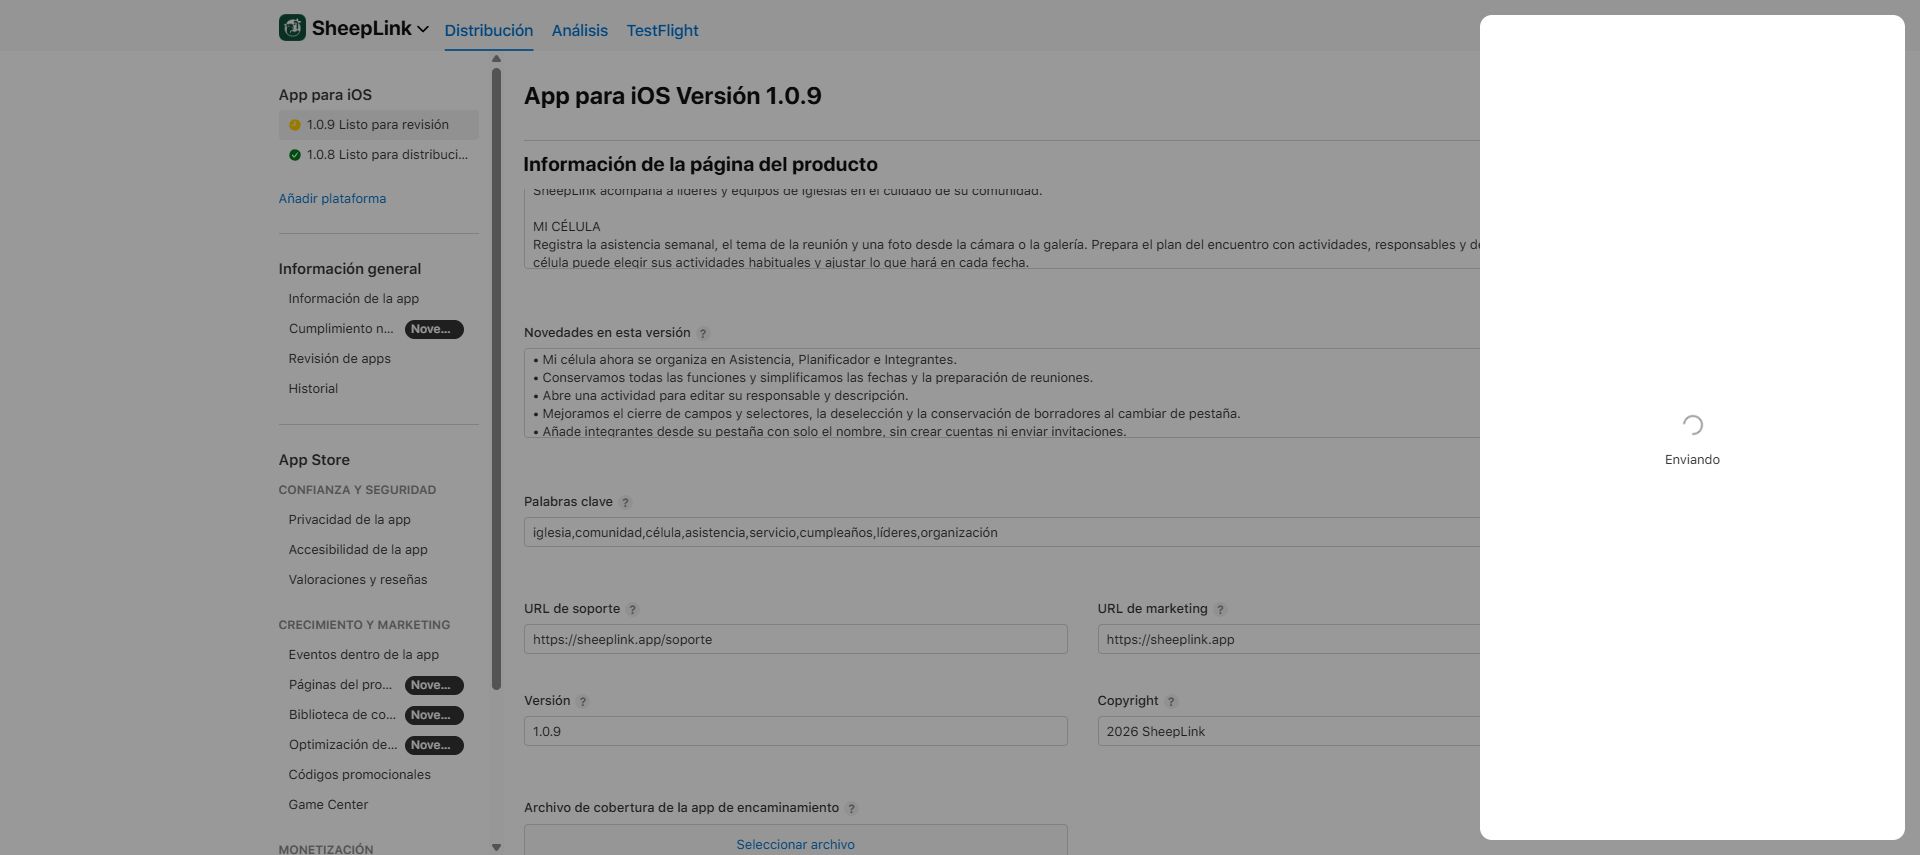 SheepLink
Distribución
Análisis
TestFlight
App para iOS
1.0.9 Listo para revisión
1.0.8 Listo para distribuci...
Añadir plataforma
Información general
Información de la app
Cumplimiento n... Nove...
Revisión de apps
Historial
App Store
CONFIANZA Y SEGURIDAD
Privacidad de la app
Accesibilidad de la app
Valoraciones y reseñas
CRECIMIENTO Y MARKETING
Eventos dentro de la app
Páginas del pro... Nove...
Biblioteca de co... Nove...
Optimización de... Nove...
Códigos promocionales
Game Center
MONETIZACIÓN
App para iOS Versión 1.0.9
Información de la página del producto
SheepLink acompaña a líderes y equipos de iglesias en el cuidado de su comunidad.
MI CÉLULA
Registra la asistencia semanal, el tema de la reunión y una foto desde la cámara o la galería. Prepara el plan del encuentro con actividades, responsables y
célula puede elegir sus actividades habituales y ajustar lo que hará en cada fecha.
Novedades en esta versión ?
• Mi célula ahora se organiza en Asistencia, Planificador e Integrantes.
• Conservamos todas las funciones y simplificamos las fechas y la preparación de reuniones.
• Abre una actividad para editar su responsable y descripción.
• Mejoramos el cierre de campos y selectores, la deselección y la conservación de borradores al cambiar de pestaña.
• Añade integrantes desde su pestaña con solo el nombre, sin crear cuentas ni enviar invitaciones.
Palabras clave ?
iglesia,comunidad,célula,asistencia,servicio,cumpleaños,líderes,organización
URL de soporte ?
https://sheeplink.app/soporte
URL de marketing ?
https://sheeplink.app
Versión ?
1.0.9
Copyright ?
2026 SheepLink
Archivo de cobertura de la app de encaminamiento ?
Seleccionar archivo
Enviando